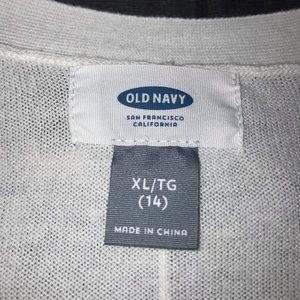 OLD NAVY
SAN FRANCISCO
CALIFORNIA
XL/TG
(14)
MADE IN CHINA